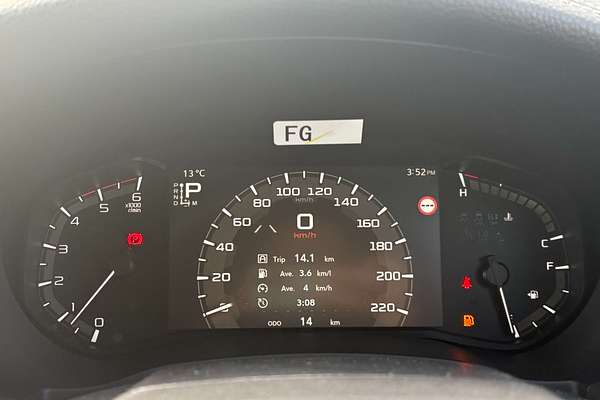 FG
13°C
P
R
N
D
P
M
3:52 PM
6
5
4
3
2
1
0
x1000
r/min
0
20
40
60
80
100
120
140
160
180
200
220
km/h
0
km/h
Trip 14.1 km
Ave. 3.6 km/l
Ave. 4 km/h
3:08
ODO 14 km
H
C
F